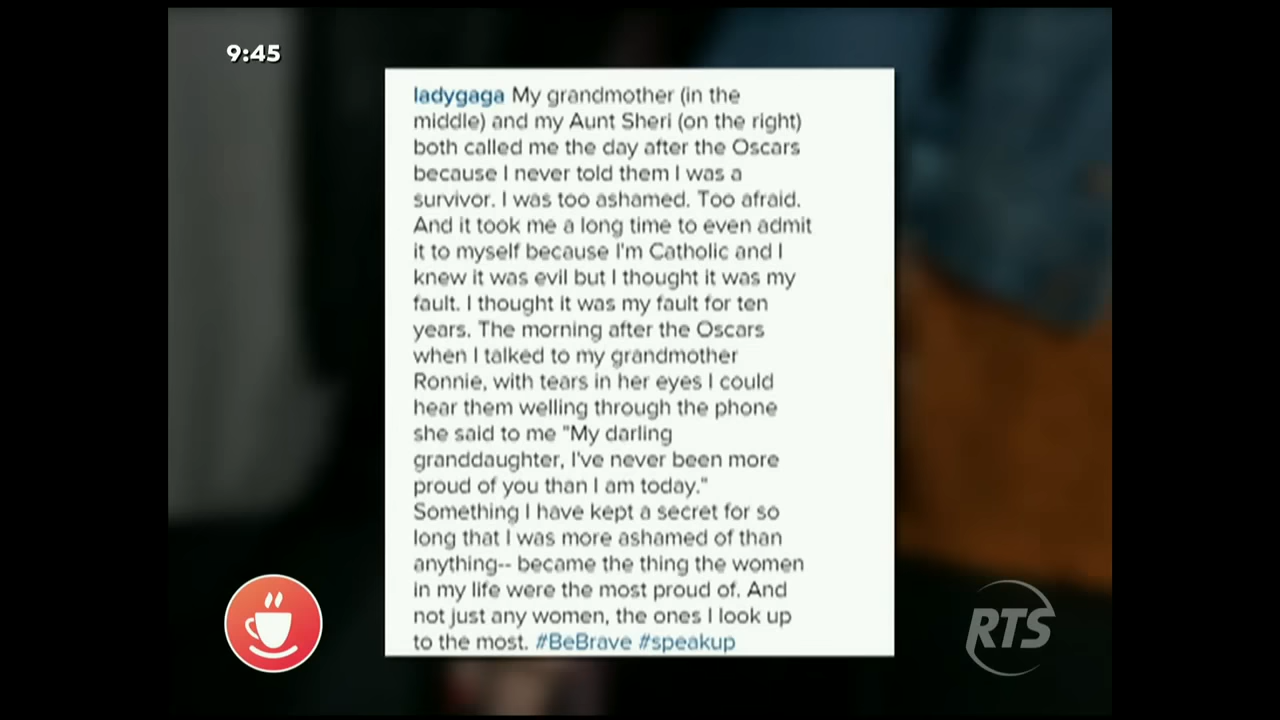 9:45
ladygaga My grandmother (in the
middle) and my Aunt Sheri (on the right)
both called me the day after the Oscars
because I never told them I was a
survivor. I was too ashamed. Too afraid.
And it took me a long time to even admit
it to myself because I'm Catholic and I
knew it was evil but I thought it was my
fault. I thought it was my fault for ten
years. The morning after the Oscars
when I talked to my grandmother
Ronnie, with tears in her eyes I could
hear them welling through the phone
she said to me "My darling
granddaughter, I've never been more
proud of you than I am today."
Something I have kept a secret for so
long that I was more ashamed of than
anything-- became the thing the women
in my life were the most proud of. And
not just any women, the ones I look up
to the most. #BeBrave #speakup
RTS